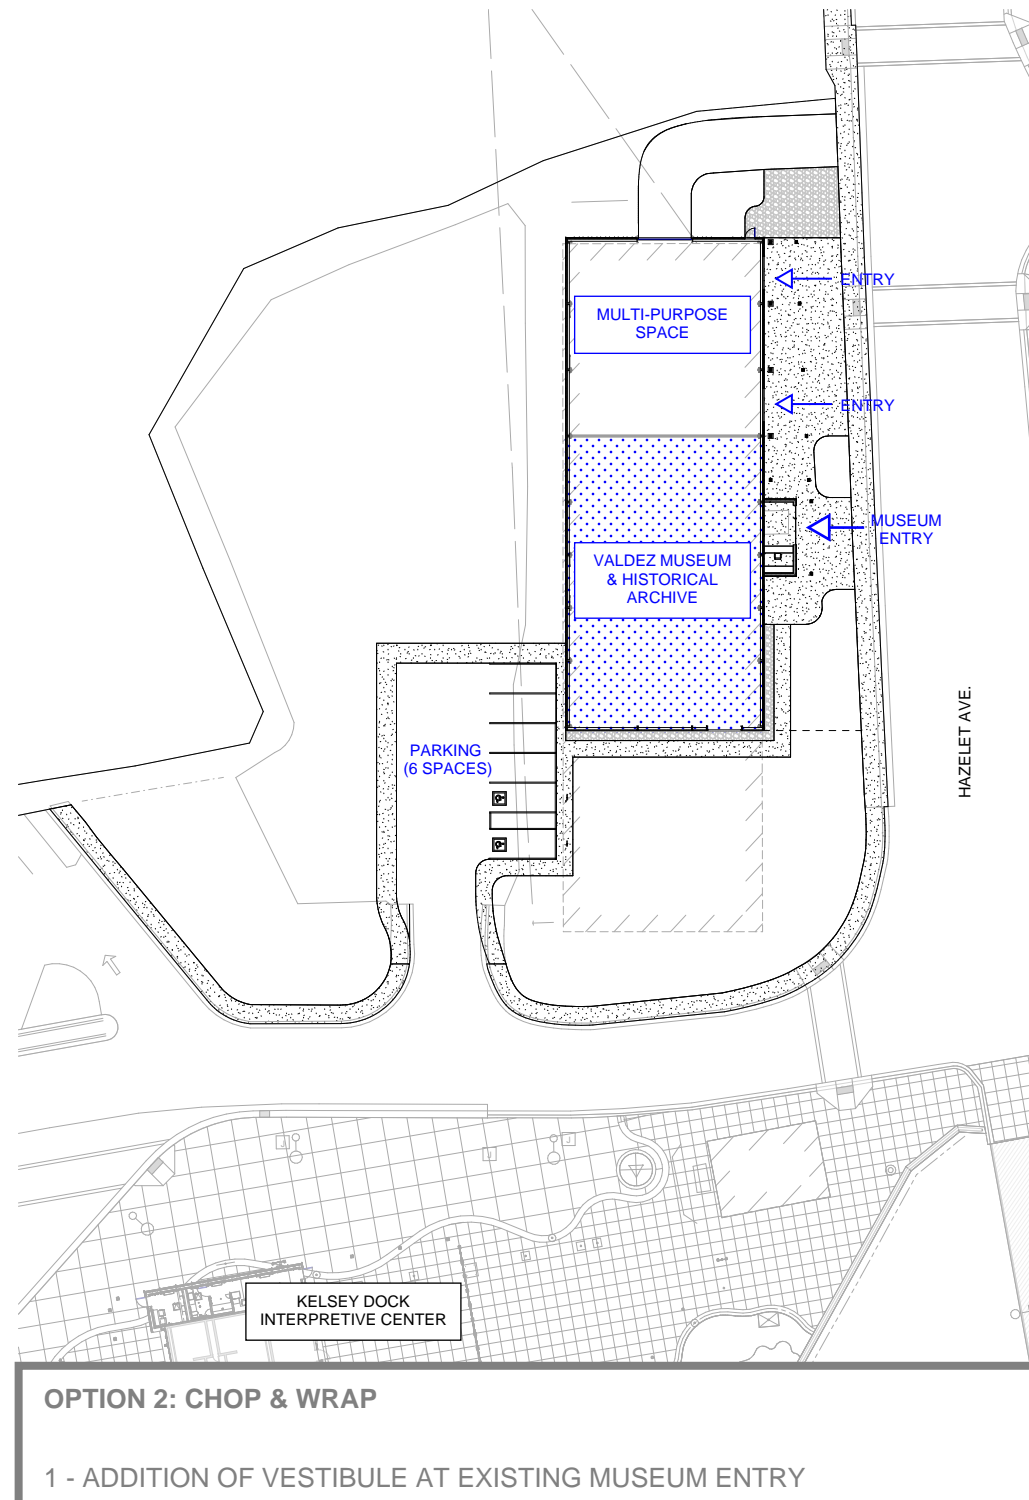 ENTRY
MULTI-PURPOSE
SPACE
ENTRY
MUSEUM
ENTRY
VALDEZ MUSEUM
& HISTORICAL
ARCHIVE
HAZELET AVE.
PARKING
(6 SPACES)
KELSEY DOCK
INTERPRETIVE CENTER
OPTION 2: CHOP & WRAP
1 - ADDITION OF VESTIBULE AT EXISTING MUSEUM ENTRY